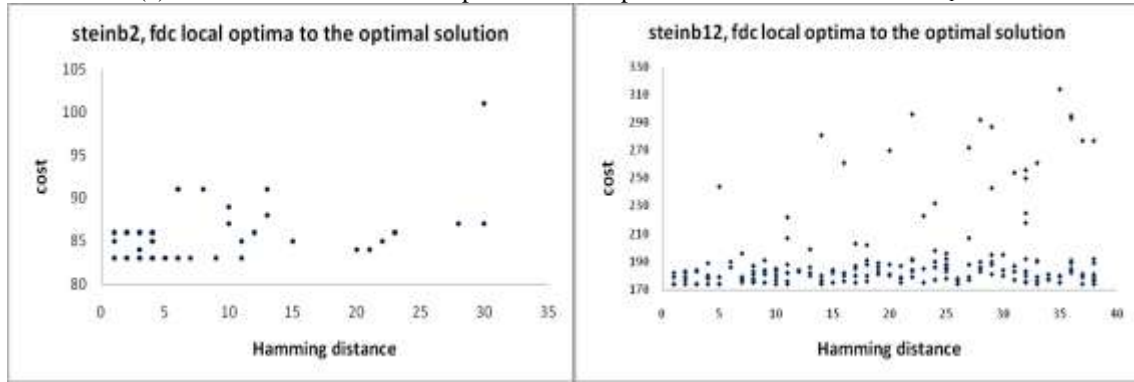 steinb2, fdc local optima to the optimal solution
105
100
95
90
85
80
cost
0 5 10 15 20 25 30 35
Hamming distance
steinb12, fdc local optima to the optimal solution
330
310
290
270
250
230
210
190
170
cost
0 5 10 15 20 25 30 35 40
Hamming distance